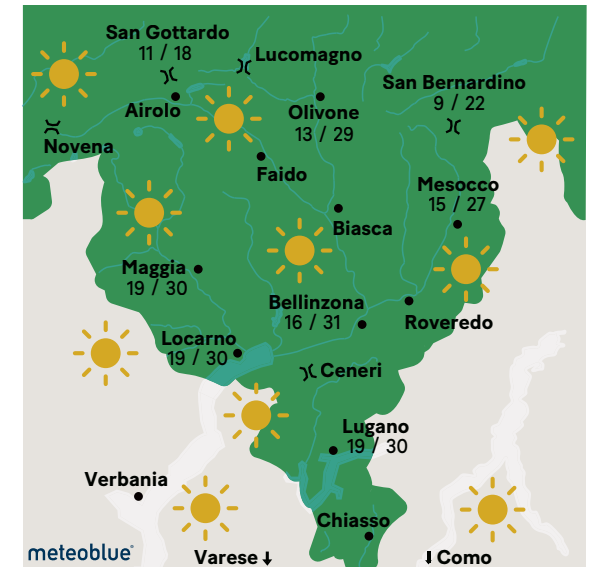 San Gottardo
11 / 18
Lucomagno
San Bernardino
9 / 22
Airolo
Olivone
13 / 29
Novena
Faido
Mesocco
15 / 27
Biasca
Maggia
19 / 30
Bellinzona
16 / 31
Roveredo
Locarno
19 / 30
Ceneri
Lugano
19 / 30
Verbania
Chiasso
meteoblue°
Varese ↓
↓ Como